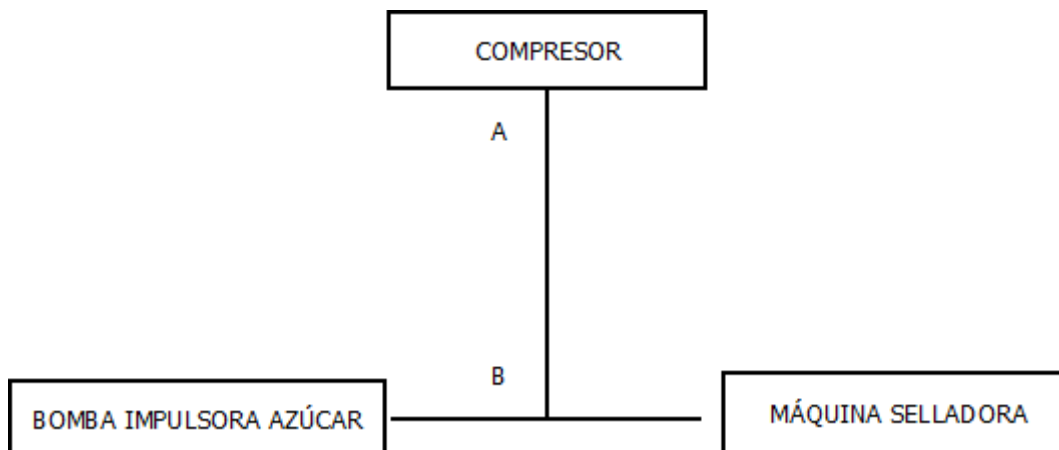 COMPRESOR
A
B
BOMBA IMPULSORA AZÚCAR
MÁQUINA SELLADORA